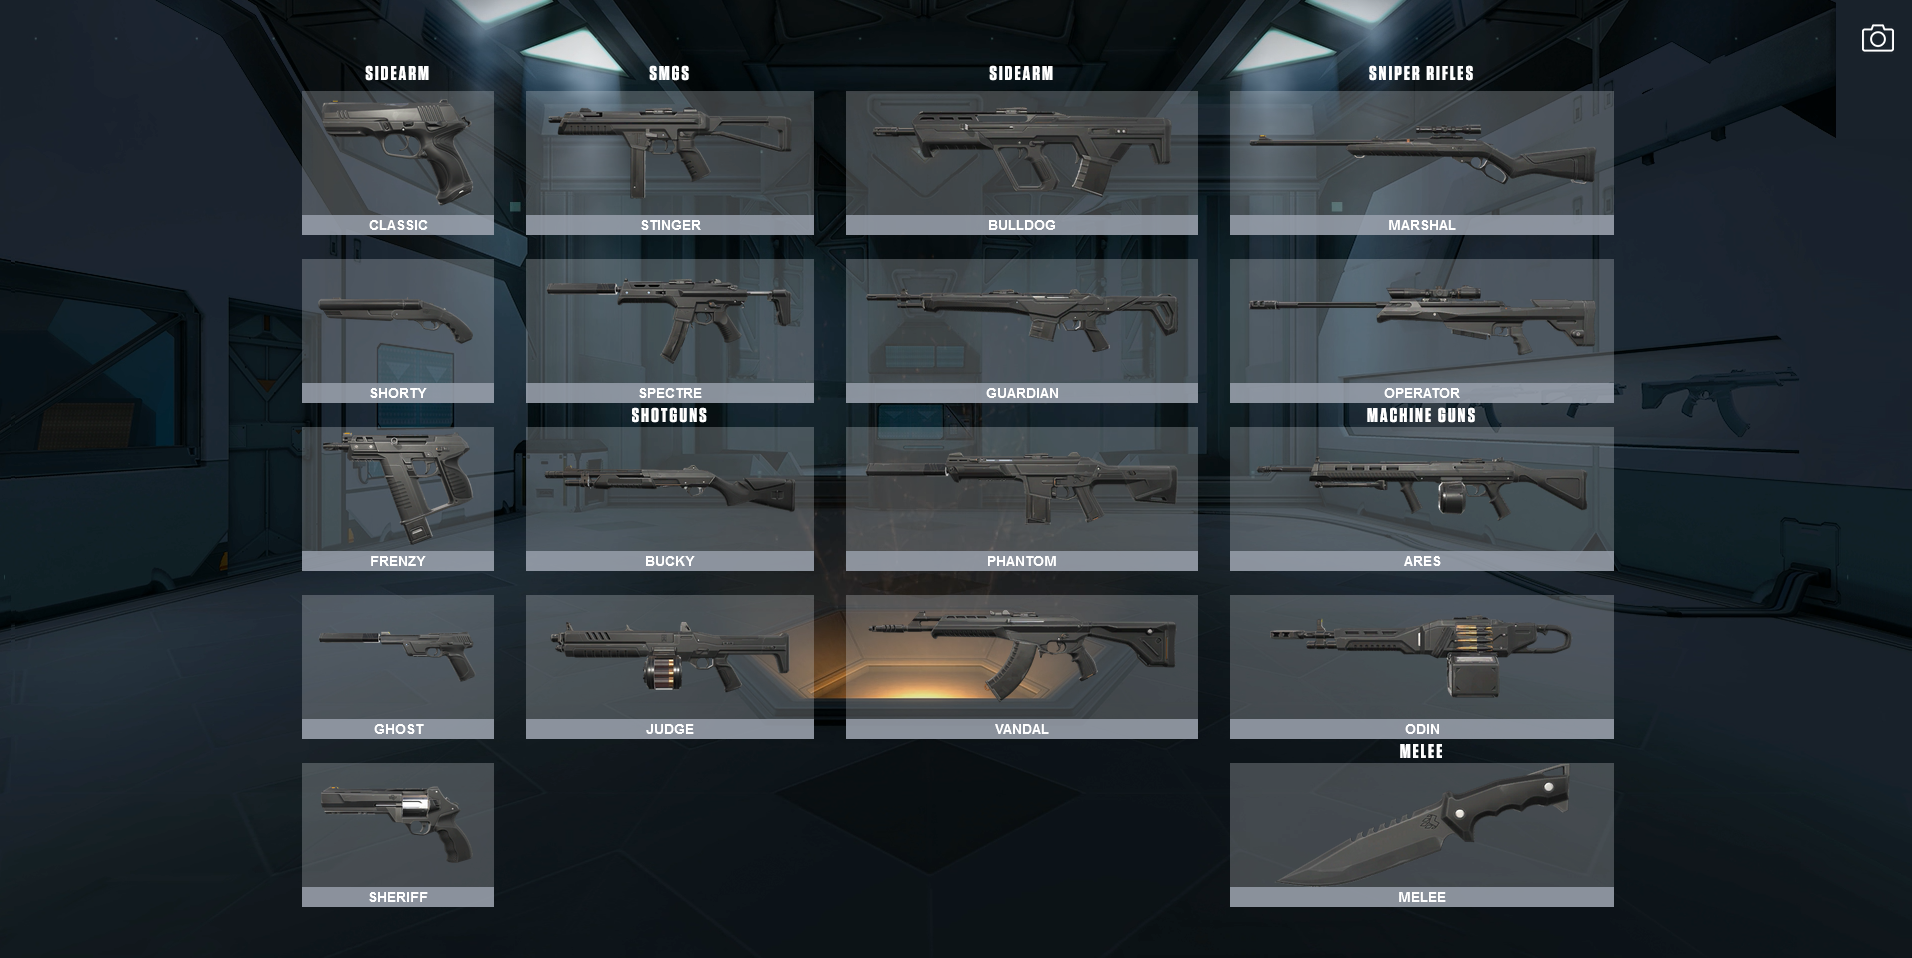 SIDEARM
CLASSIC
SHORTY
FRENZY
GHOST
SHERIFF
SMGS
STINGER
SPECTRE
SHOTGUNS
BUCKY
JUDGE
SIDEARM
BULLDOG
GUARDIAN
PHANTOM
VANDAL
SNIPER RIFLES
MARSHAL
OPERATOR
MACHINE GUNS
ARES
ODIN
MELEE
MELEE